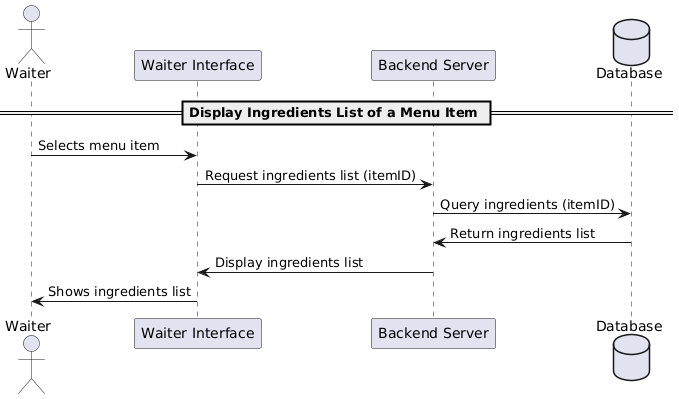 Waiter
Waiter Interface
Backend Server
Database
Display Ingredients List of a Menu Item
Selects menu item
Request ingredients list (itemID)
Query ingredients (itemID)
Return ingredients list
Display ingredients list
Shows ingredients list
Waiter
Waiter Interface
Backend Server
Database